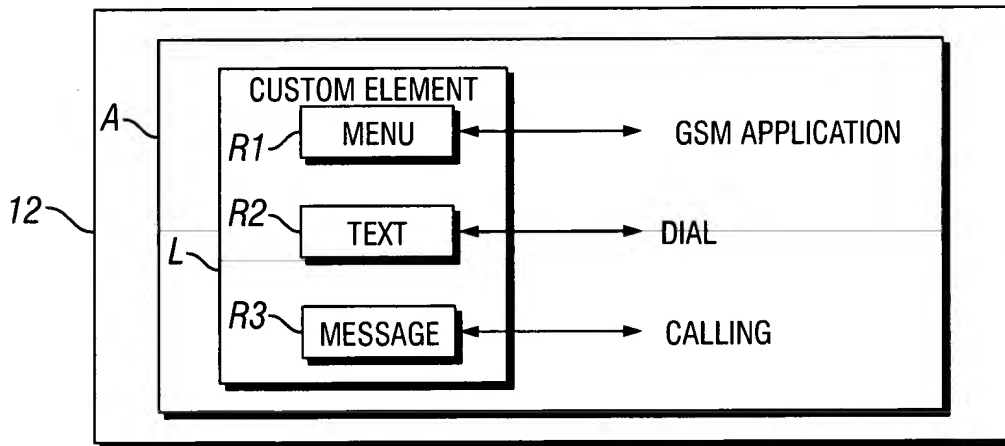 CUSTOM ELEMENT
A
R1 MENU GSM APPLICATION
12
R2 TEXT DIAL
L
R3 MESSAGE CALLING